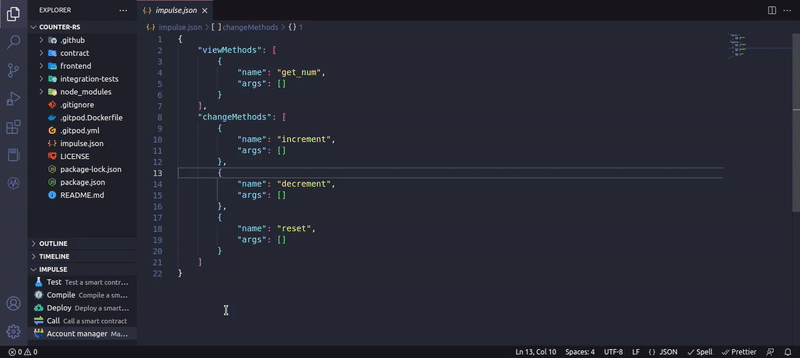 EXPLORER
COUNTER-RS
.github
contract
frontend
integration-tests
node_modules
.gitignore
.gitpod.Dockerfile
.gitpod.yml
impulse.json
LICENSE
package-lock.json
package.json
README.md
OUTLINE
TIMELINE
IMPULSE
Test Test a smart contr...
Compile Compile a sm...
Deploy Deploy a smart...
Call Call a smart contract
Account manager Ma...
{..} impulse.json ×
{..} impulse.json > [ ] changeMethods > {} 1
1 {
2 "viewMethods": [
3 {
4 "name": "get_num",
5 "args": []
6 }
7 ],
8 "changeMethods": [
9 {
10 "name": "increment",
11 "args": []
12 },
13 {
14 "name": "decrement",
15 "args": []
16 },
17 {
18 "name": "reset",
19 "args": []
20 }
21 ]
22 }
0 0
Ln 13, Col 10 Spaces: 4 UTF-8 LF {} JSON Spell Prettier